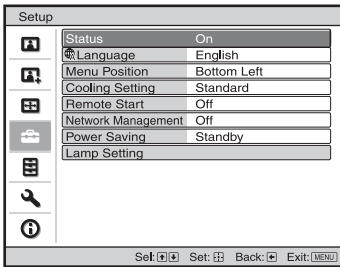 Setup
Status On
Language English
Menu Position Bottom Left
Cooling Setting Standard
Remote Start Off
Network Management Off
Power Saving Standby
Lamp Setting
Sel: Set: Back: Exit: MENU